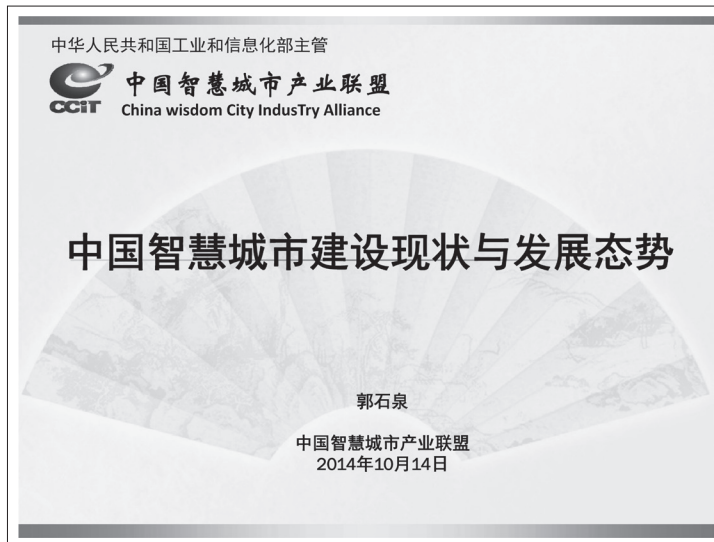 中华人民共和国工业和信息化部主管
CCiT
中国智慧城市产业联盟
China wisdom City IndusTry Alliance
中国智慧城市建设现状与发展态势
郭石泉
中国智慧城市产业联盟
2014年10月14日